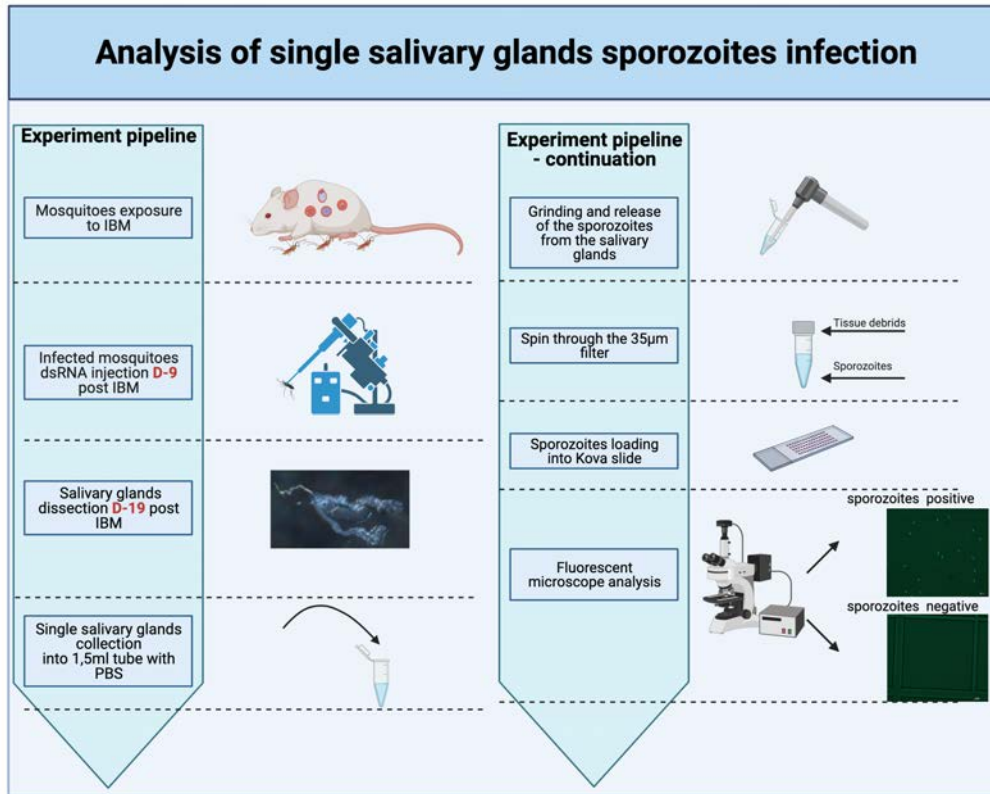 Analysis of single salivary glands sporozoites infection
Experiment pipeline
Mosquitoes exposure
to IBM
Infected mosquitoes
dsRNA injection D-9
post IBM
Salivary glands
dissection D-19 post
IBM
Single salivary glands
collection
into 1,5ml tube with
PBS
Experiment pipeline
- continuation
Grinding and release
of the sporozoites
from the salivary
glands
Spin through the 35µm
filter
Tissue debrids
Sporozoites
Sporozoites loading
into Kova slide
Fluorescent
microscope analysis
sporozoites positive
sporozoites negative